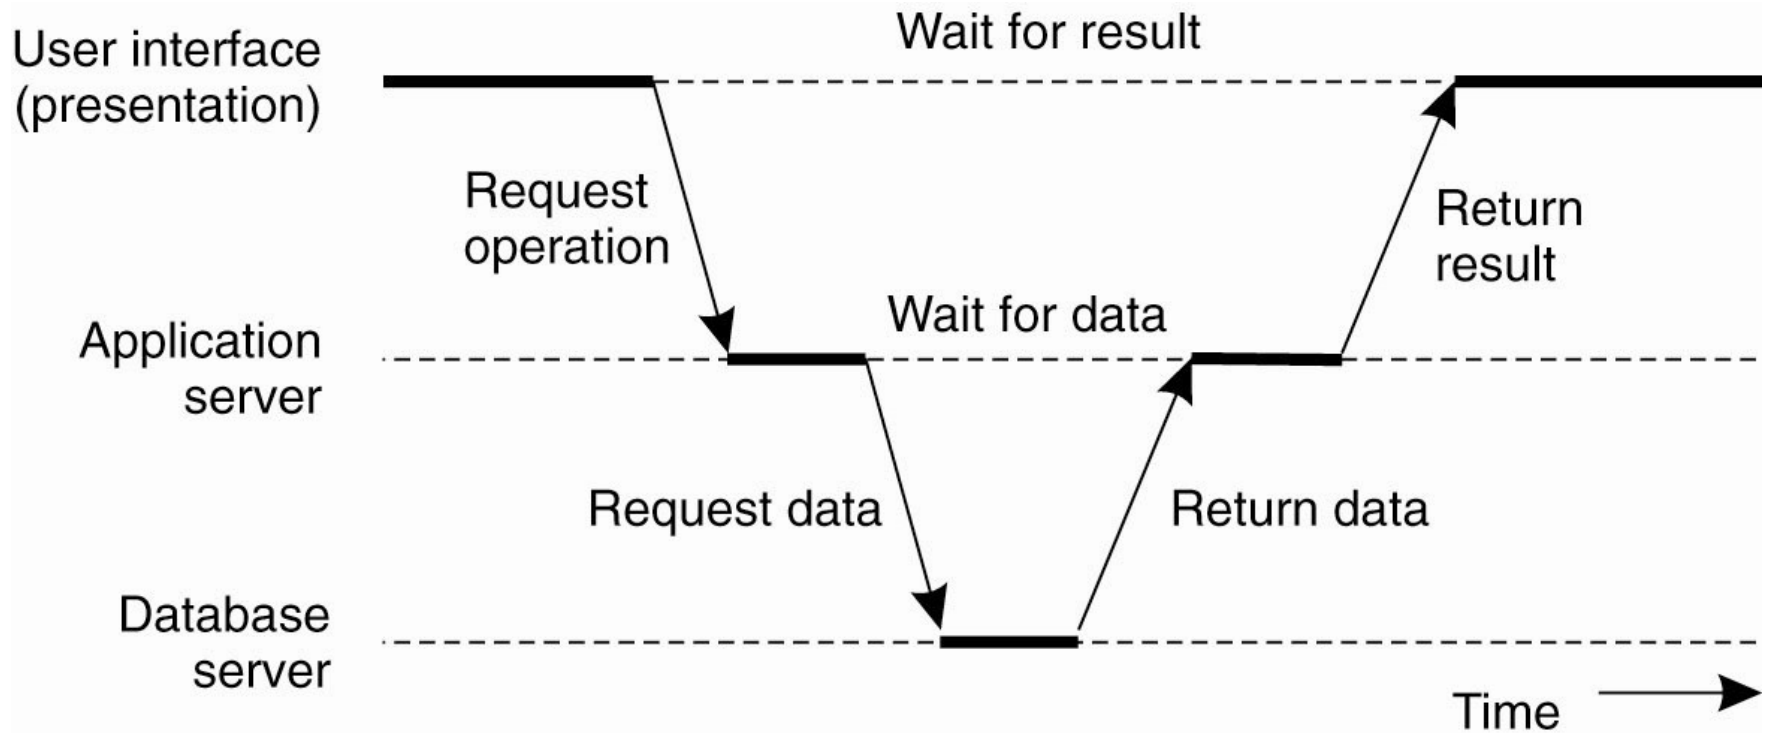 Wait for result
User interface
(presentation)
Request
operation
Return
result
Wait for data
Application
server
Request data
Return data
Database
server
Time